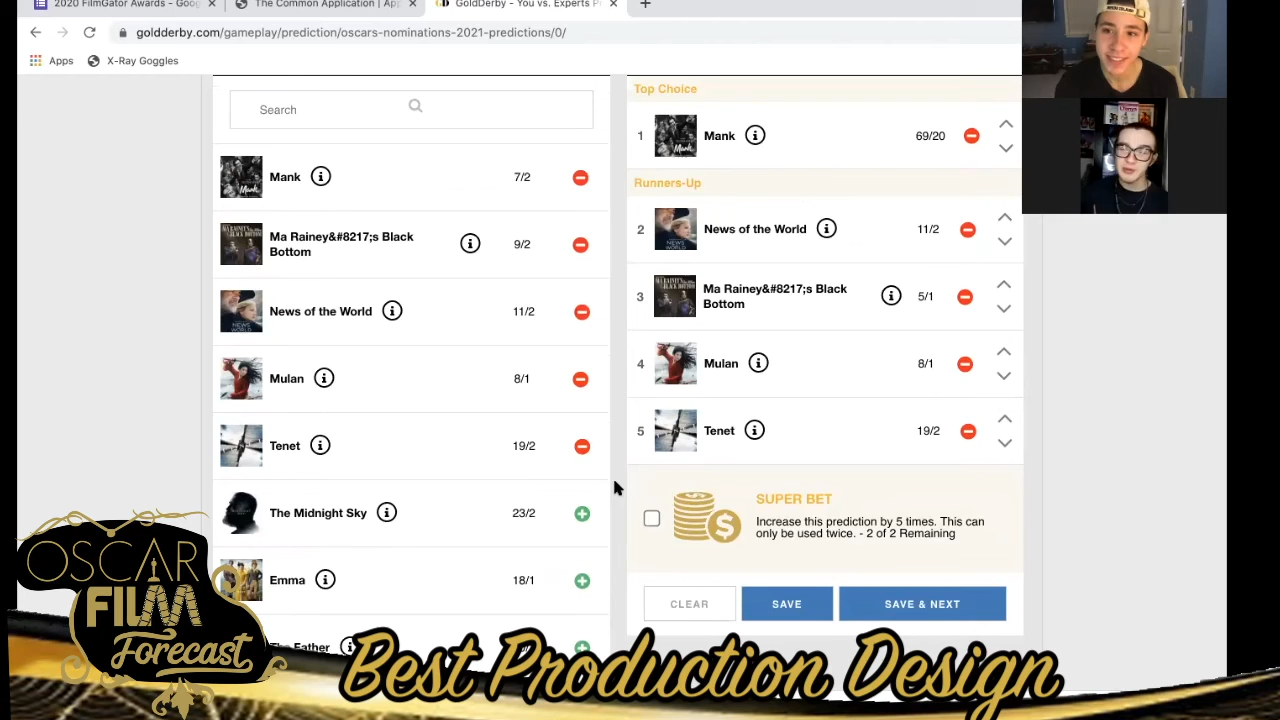 2020 FilmGator Awards - Goog
The Common Application | App
GoldDerby - You vs. Experts P
goldderby.com/gameplay/prediction/oscars-nominations-2021-predictions/0/
Apps
X-Ray Goggles
Search
Mank
7/2
Ma Rainey&#8217;s Black
Bottom
9/2
News of the World
11/2
Mulan
8/1
Tenet
19/2
The Midnight Sky
23/2
Emma
18/1
The Father
Top Choice
1
Mank
69/20
Runners-Up
2
News of the World
11/2
3
Ma Rainey&#8217;s Black
Bottom
5/1
4
Mulan
8/1
5
Tenet
19/2
SUPER BET
Increase this prediction by 5 times. This can
only be used twice. - 2 of 2 Remaining
CLEAR
SAVE
SAVE & NEXT
OSCAR
FILM
Forecast
Best Production Design